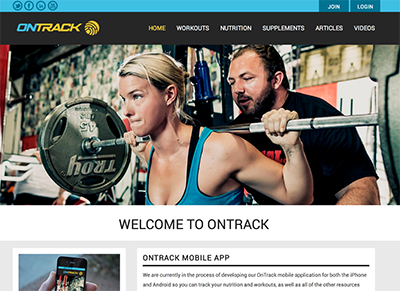 JOIN LOGIN
ONTRACK
HOME WORKOUTS NUTRITION SUPPLEMENTS ARTICLES VIDEOS
45
TROY
WELCOME TO ONTRACK
ONTRACK MOBILE APP
We are currently in the process of developing our OnTrack mobile application for both the iPhone
and Android so you can track your nutrition and workouts, as well as all of the other resources